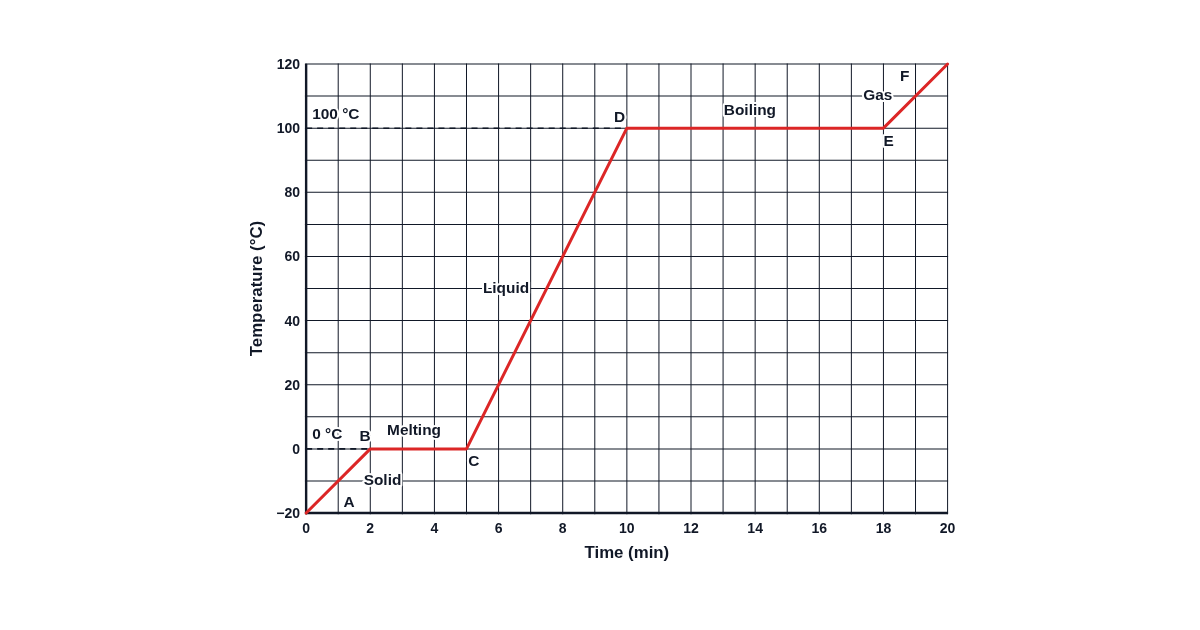 120
F
Gas
100 °C
Boiling
D
100
E
80
Temperature (°C)
60
Liquid
40
20
0 °C
B
Melting
0
C
Solid
A
−20
0 2 4 6 8 10 12 14 16 18 20
Time (min)